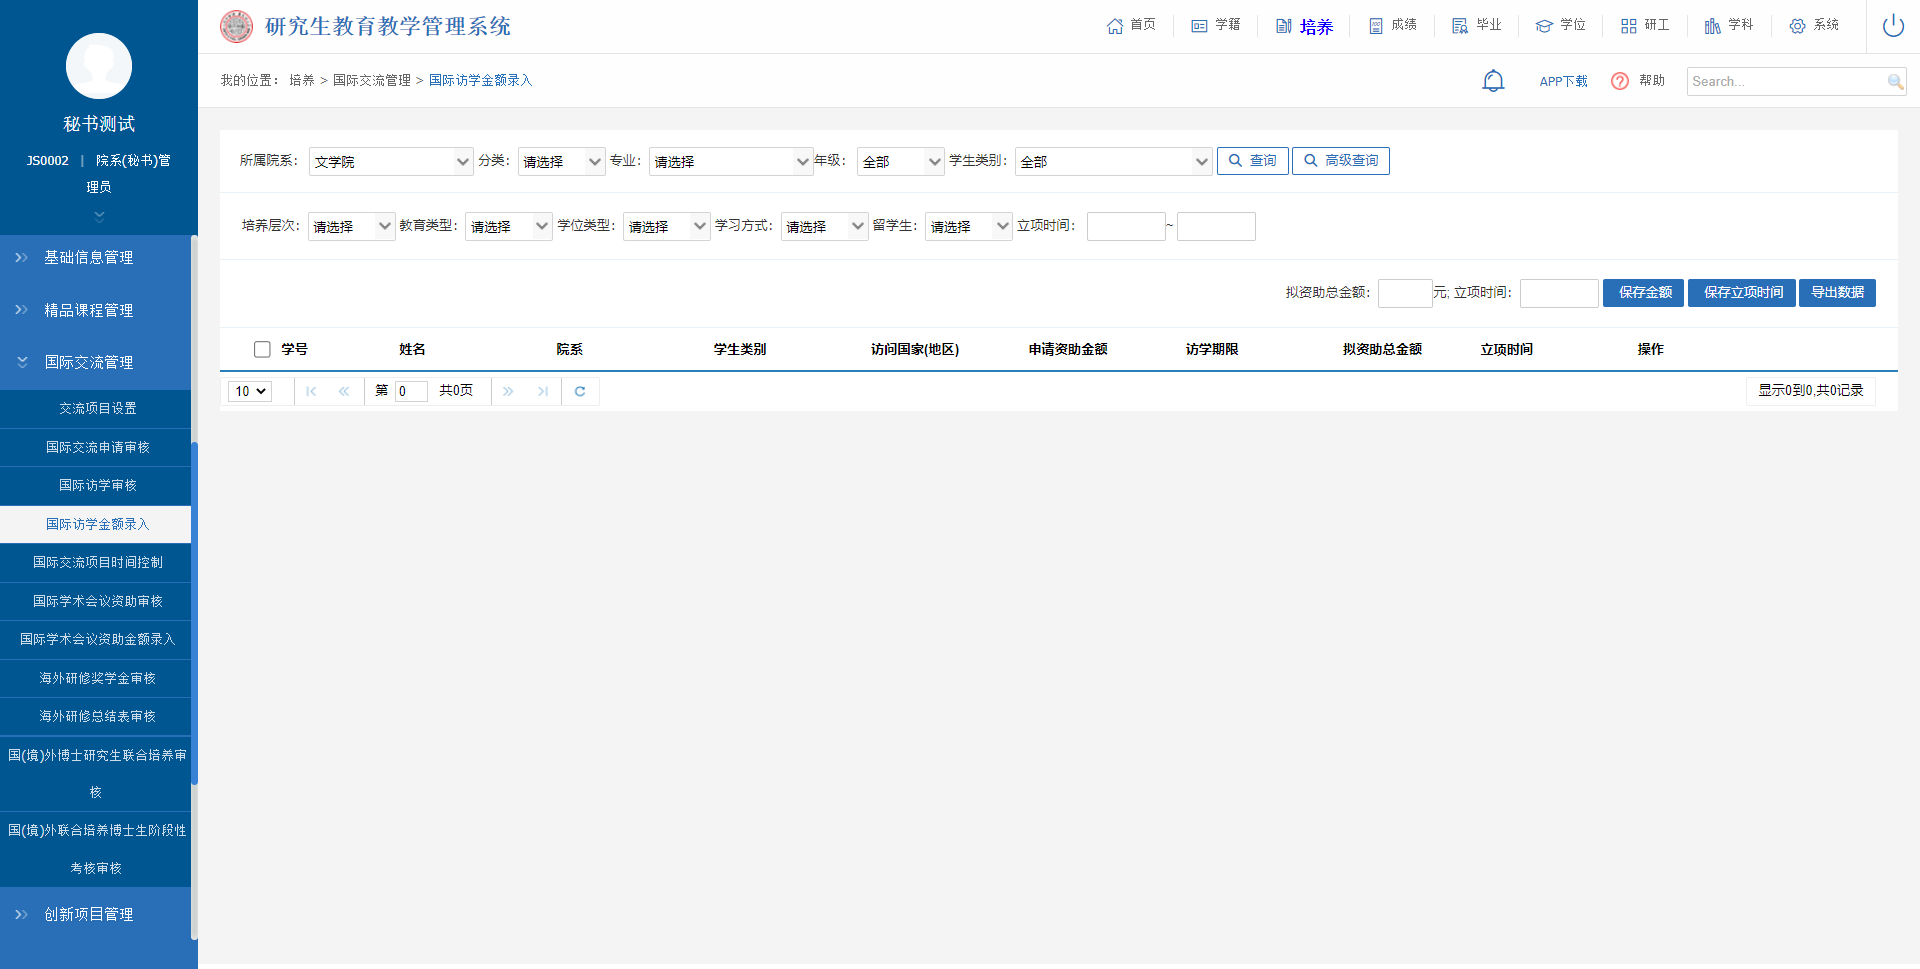 研究生教育教学管理系统
首页 学籍 培养 成绩 毕业 学位 研工 学科 系统
我的位置： 培养 > 国际交流管理 > 国际访学金额录入
APP下载 帮助 Search...
秘书测试
JS0002 | 院系(秘书)管
理员
基础信息管理
精品课程管理
国际交流管理
交流项目设置
国际交流申请审核
国际访学审核
国际访学金额录入
国际交流项目时间控制
国际学术会议资助审核
国际学术会议资助金额录入
海外研修奖学金审核
海外研修总结表审核
国(境)外博士研究生联合培养审
核
国(境)外联合培养博士生阶段性
考核审核
创新项目管理
所属院系： 文学院 分类： 请选择 专业： 请选择 年级： 全部 学生类别： 全部 查询 高级查询
培养层次： 请选择 教育类型： 请选择 学位类型： 请选择 学习方式： 请选择 留学生： 请选择 立项时间： ~
拟资助总金额： 元; 立项时间： 保存金额 保存立项时间 导出数据
学号 姓名 院系 学生类别 访问国家(地区) 申请资助金额 访学期限 拟资助总金额 立项时间 操作
10 第 0 共0页 显示0到0,共0记录